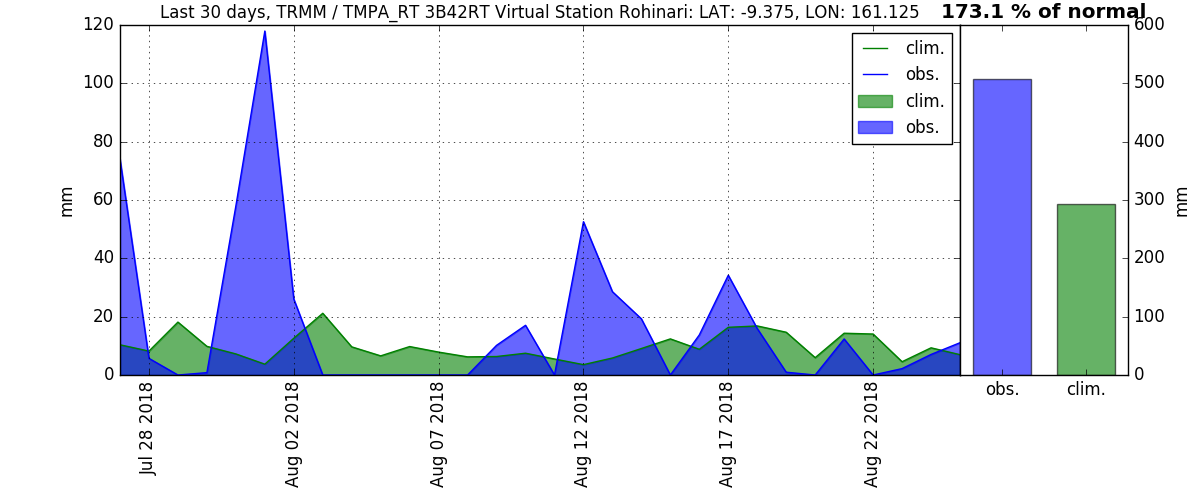 Last 30 days, TRMM / TMPA_RT 3B42RT Virtual Station Rohinari: LAT: -9.375, LON: 161.125
173.1 % of normal
120
100
80
60
40
20
0
mm
clim.
obs.
clim.
obs.
600
500
400
300
200
100
0
mm
obs.
clim.
Jul 28 2018
Aug 02 2018
Aug 07 2018
Aug 12 2018
Aug 17 2018
Aug 22 2018